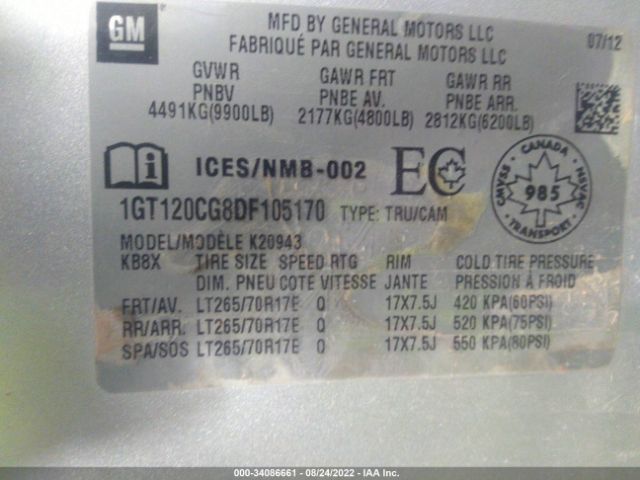 GM
MFD BY GENERAL MOTORS LLC
FABRIQUÉ PAR GENERAL MOTORS LLC
07/12
GVWR GAWR FRT GAWR RR
PNBV PNBE AV. PNBE ARR.
4491KG(9900LB) 2177KG(4800LB) 2812KG(6200LB)
i ICES/NMB-002 EC
CANADA
CMVSS NSVAC
985
1GT120CG8DF105170 TYPE: TRU/CAM
MODEL/MODÈLE K20943
KB8X TIRE SIZE SPEED RTG RIM COLD TIRE PRESSURE
DIM. PNEU COTE VITESSE JANTE PRESSION À FROID
FRT/AV. LT265/70R17E Q 17X7.5J 420 KPA(60PSI)
RR/ARR. LT265/70R17E Q 17X7.5J 520 KPA(75PSI)
SPA/SOS LT265/70R17E Q 17X7.5J 550 KPA(80PSI)
000-34086661 - 08/24/2022 - IAA Inc.